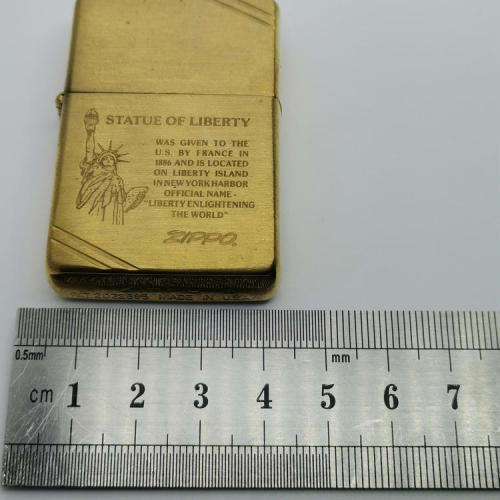 STATUE OF LIBERTY
WAS GIVEN TO THE
U.S. BY FRANCE IN
1886 AND IS LOCATED
ON LIBERTY ISLAND
IN NEW YORK HARBOR
OFFICIAL NAME-
"LIBERTY ENLIGHTENING
THE WORLD"
ZIPPO
MADE IN U.S.A.
0.5mm mm
cm 1 2 3 4 5 6 7